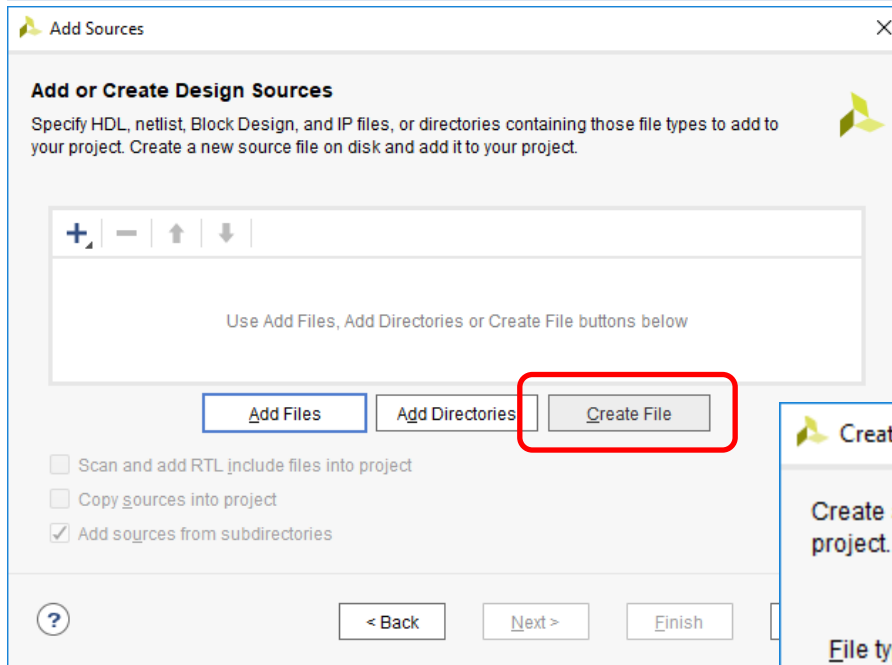 Add Sources
Add or Create Design Sources
Specify HDL, netlist, Block Design, and IP files, or directories containing those file types to add to
your project. Create a new source file on disk and add it to your project.
Use Add Files, Add Directories or Create File buttons below
Add Files Add Directories Create File
Scan and add RTL include files into project
Copy sources into project
Add sources from subdirectories
? < Back Next > Finish
Create
project.